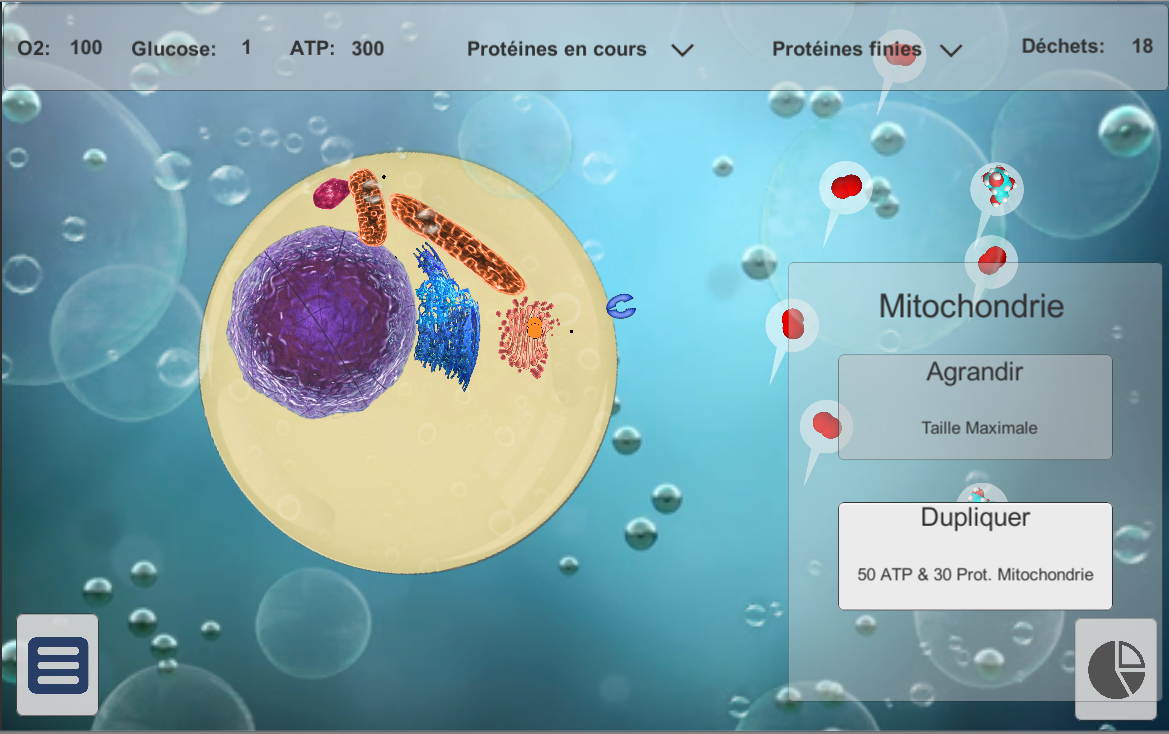 O2: 100 Glucose: 1 ATP: 300 Protéines en cours Protéines finies Déchets: 18
Mitochondrie
Agrandir
Taille Maximale
Dupliquer
50 ATP & 30 Prot. Mitochondrie